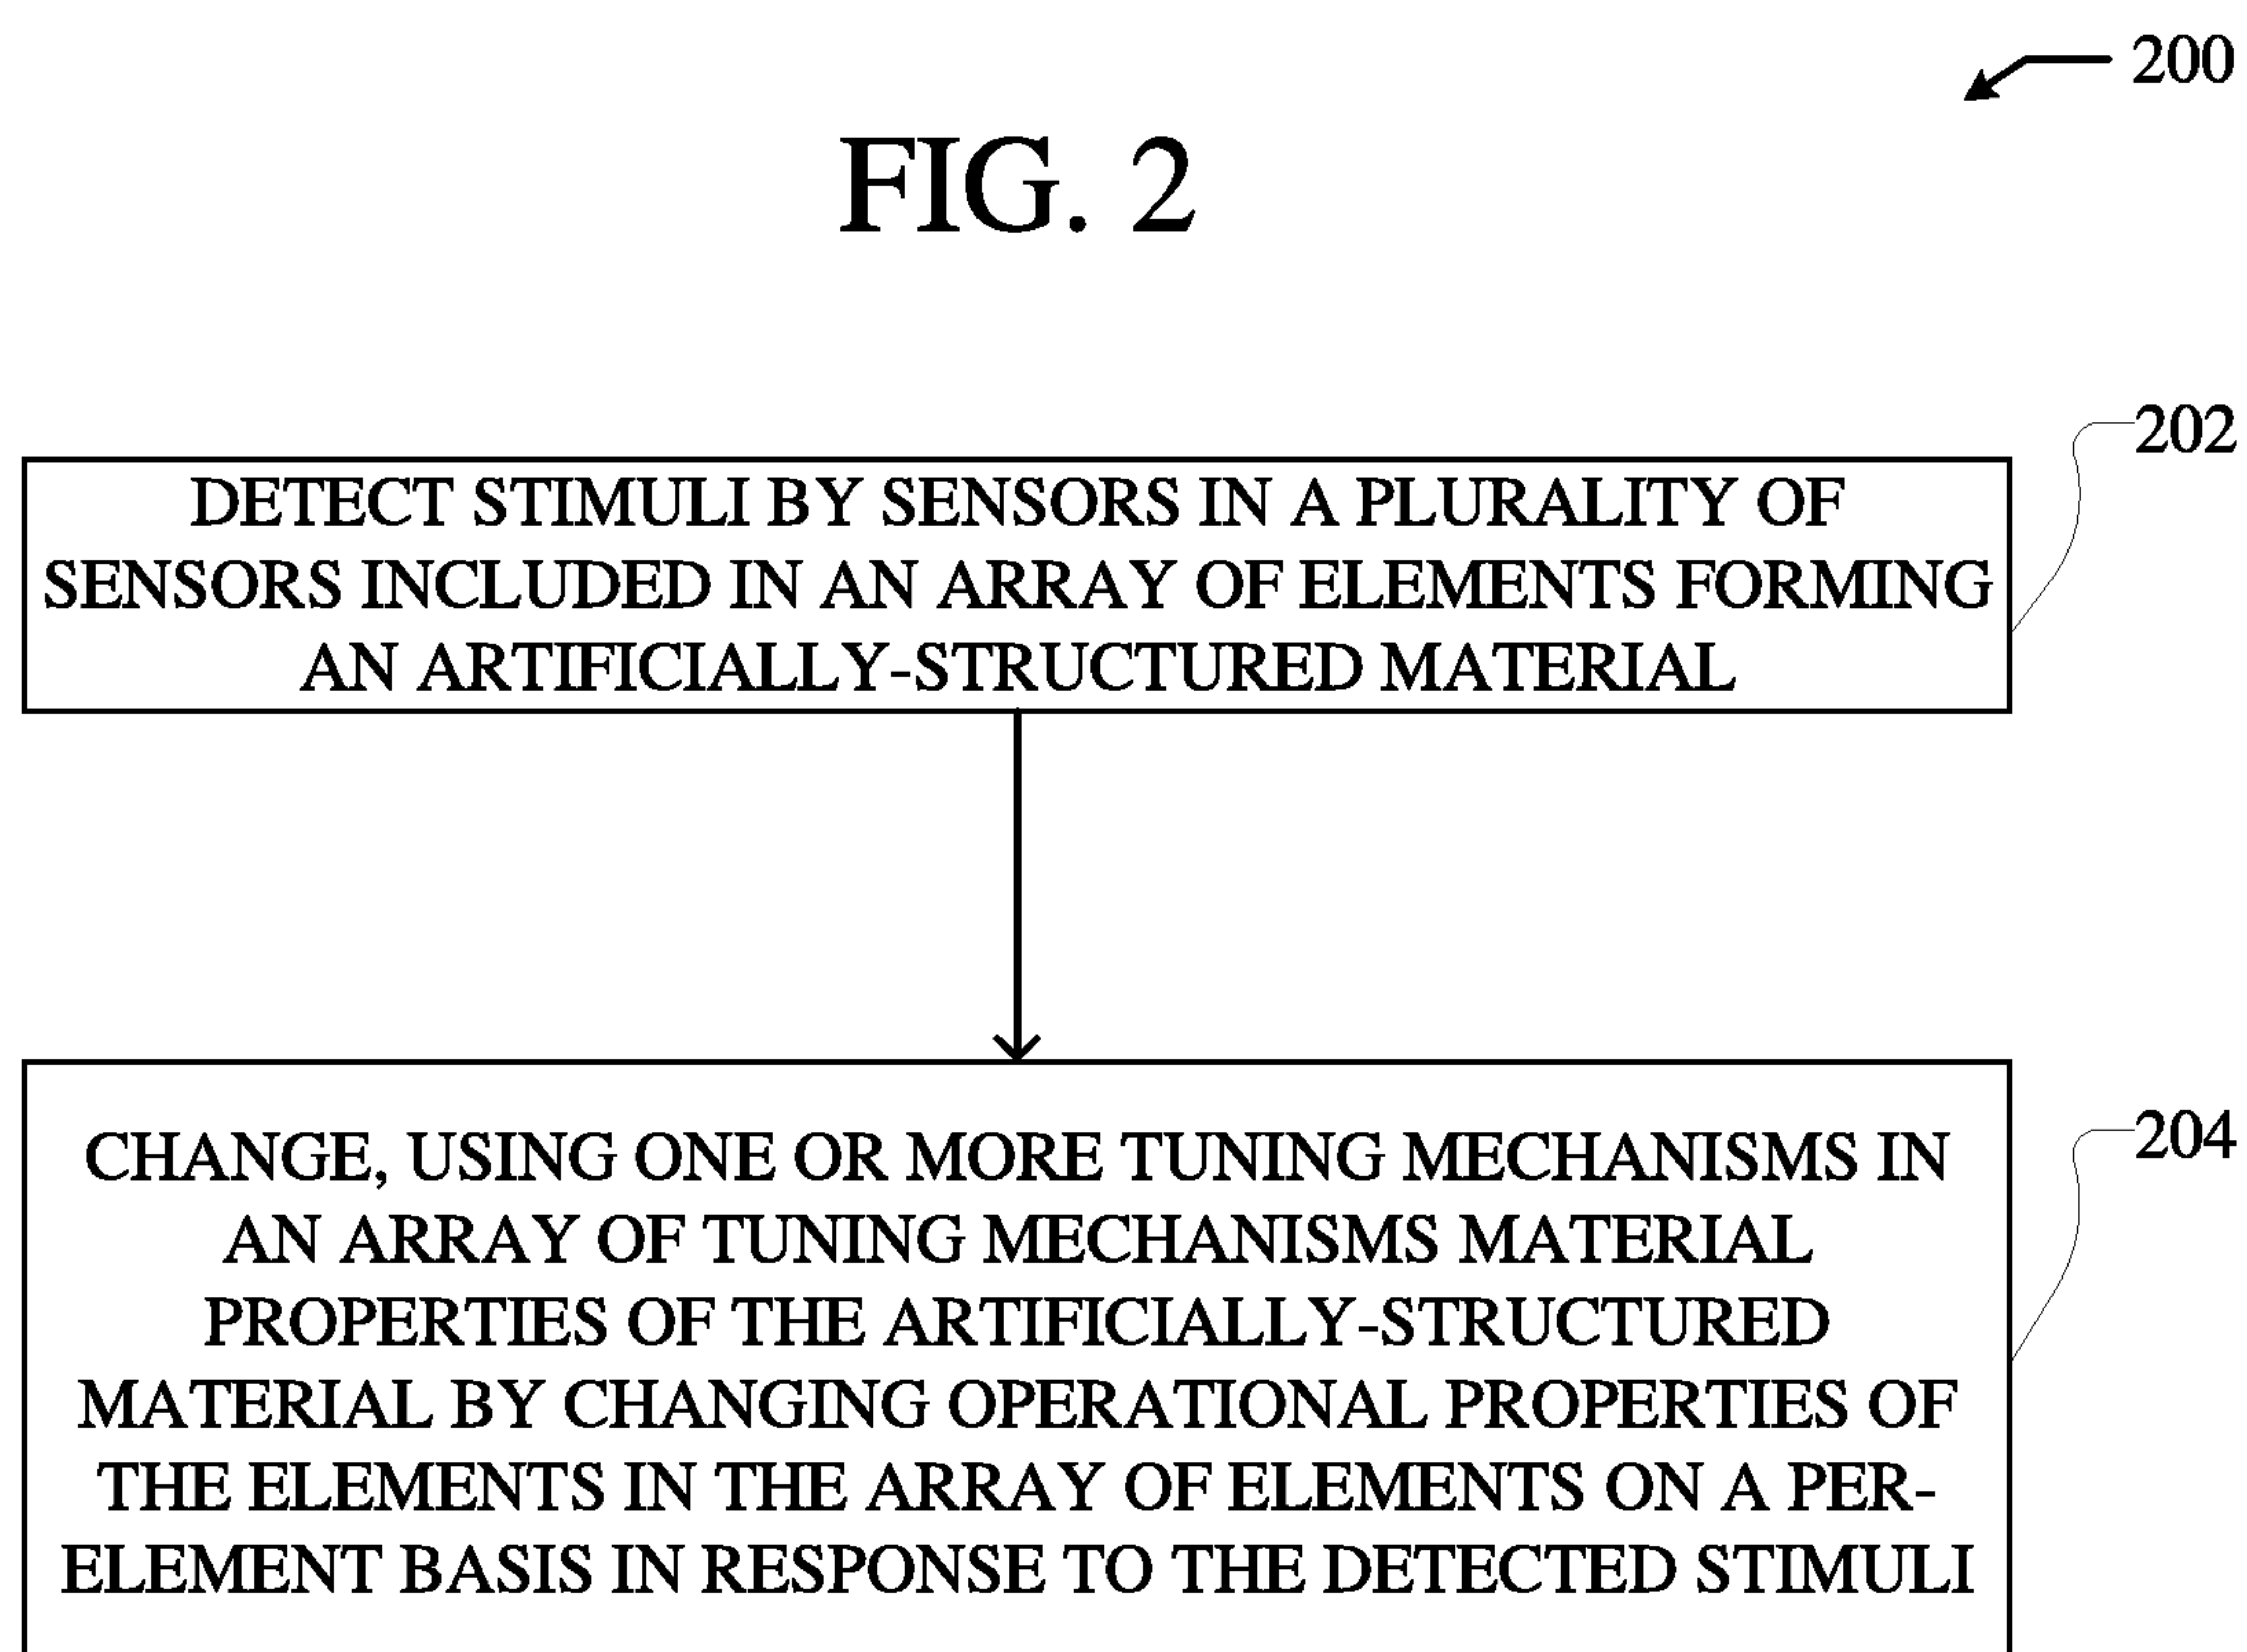 200
FIG. 2
202
DETECT STIMULI BY SENSORS IN A PLURALITY OF
SENSORS INCLUDED IN AN ARRAY OF ELEMENTS FORMING
AN ARTIFICIALLY-STRUCTURED MATERIAL
204
CHANGE, USING ONE OR MORE TUNING MECHANISMS IN
AN ARRAY OF TUNING MECHANISMS MATERIAL
PROPERTIES OF THE ARTIFICIALLY-STRUCTURED
MATERIAL BY CHANGING OPERATIONAL PROPERTIES OF
THE ELEMENTS IN THE ARRAY OF ELEMENTS ON A PER-
ELEMENT BASIS IN RESPONSE TO THE DETECTED STIMULI